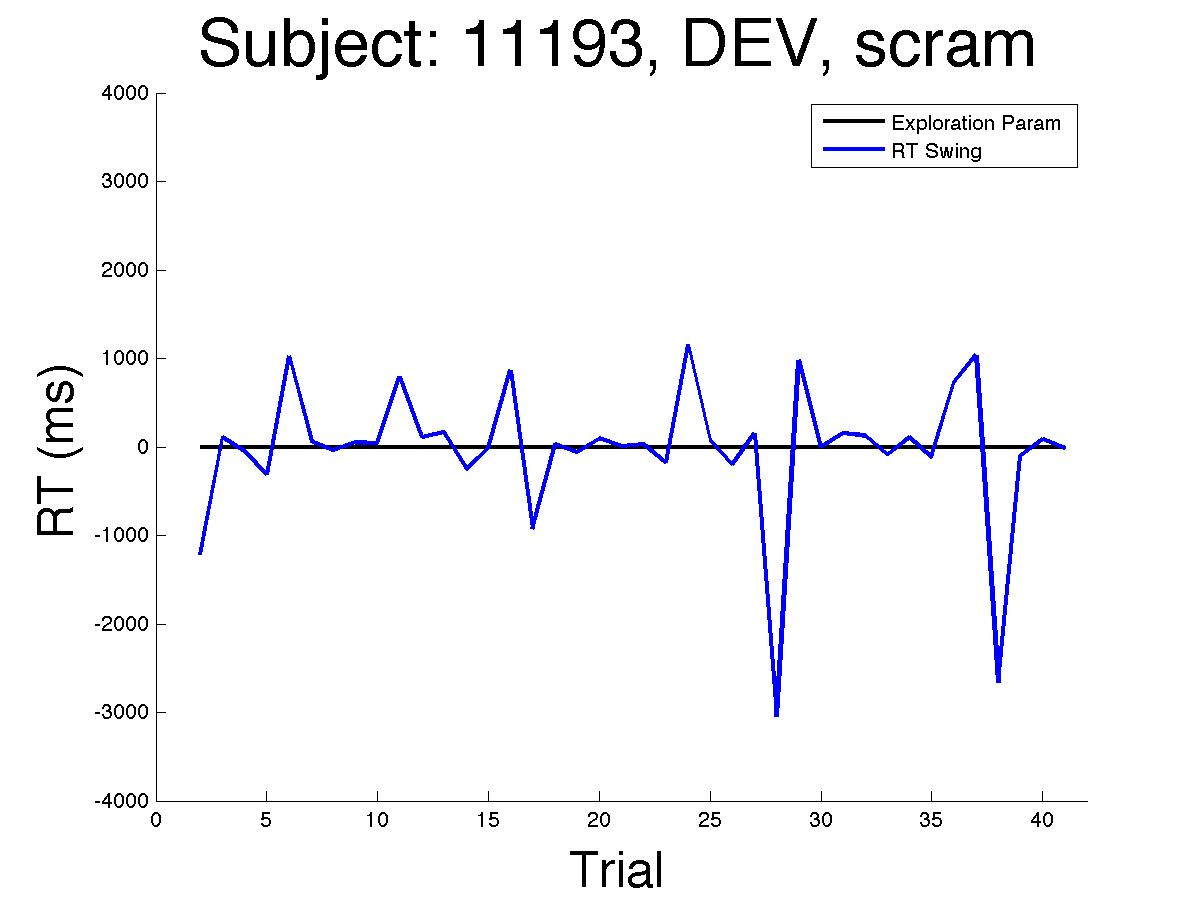 Subject: 11193, DEV, scram
Exploration Param
RT Swing
4000
3000
2000
1000
0
-1000
-2000
-3000
-4000
RT (ms)
0 5 10 15 20 25 30 35 40
Trial